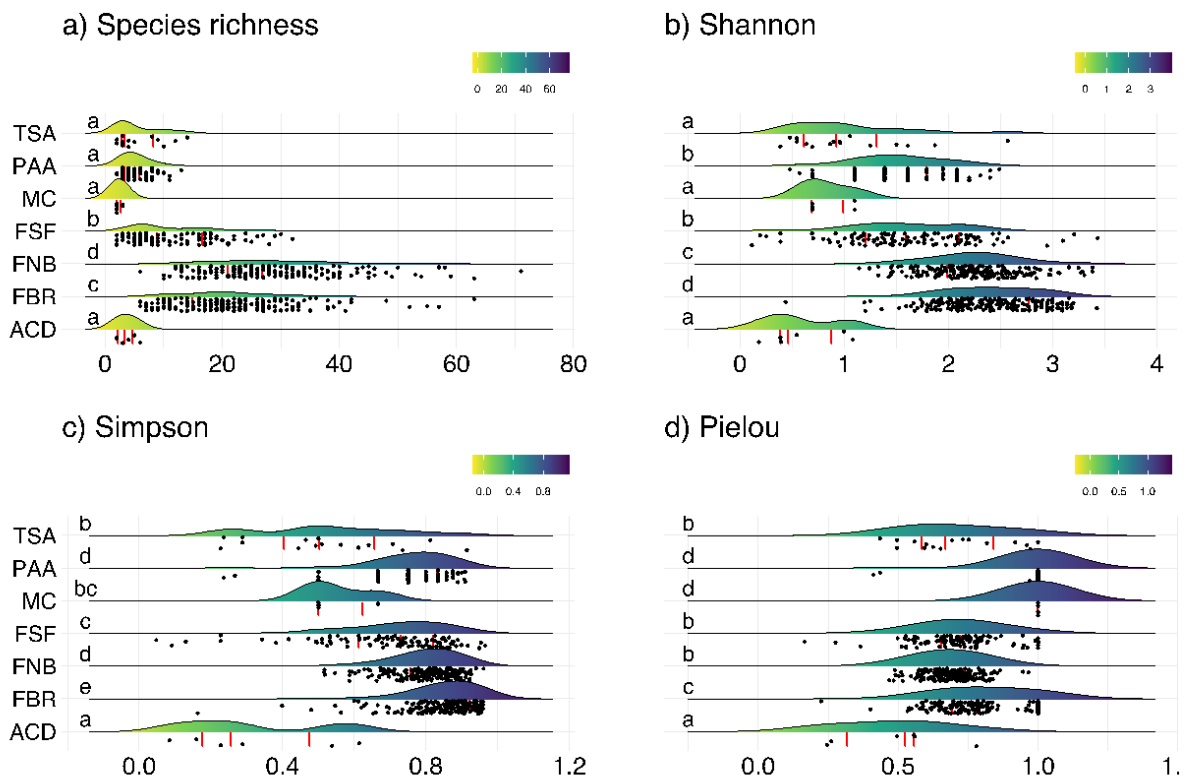 a) Species richness
0 20 40 60
TSA a
PAA a
MC a
FSF b
FNB d
FBR c
ACD a
0 20 40 60 80
b) Shannon
0 1 2 3
a
b
a
b
c
d
a
0 1 2 3 4
c) Simpson
0.0 0.4 0.8
TSA b
PAA d
MC bc
FSF c
FNB d
FBR e
ACD a
0.0 0.4 0.8 1.2
d) Pielou
0.0 0.5 1.0
b
d
d
b
b
c
a
0.0 0.5 1.0 1.